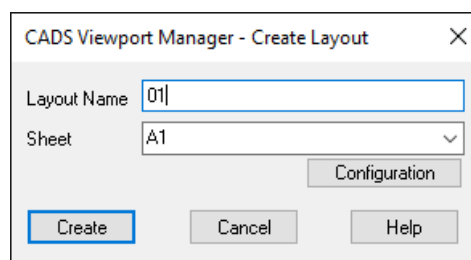 CADS Viewport Manager - Create Layout
Layout Name 01
Sheet A1
Configuration
Create Cancel Help